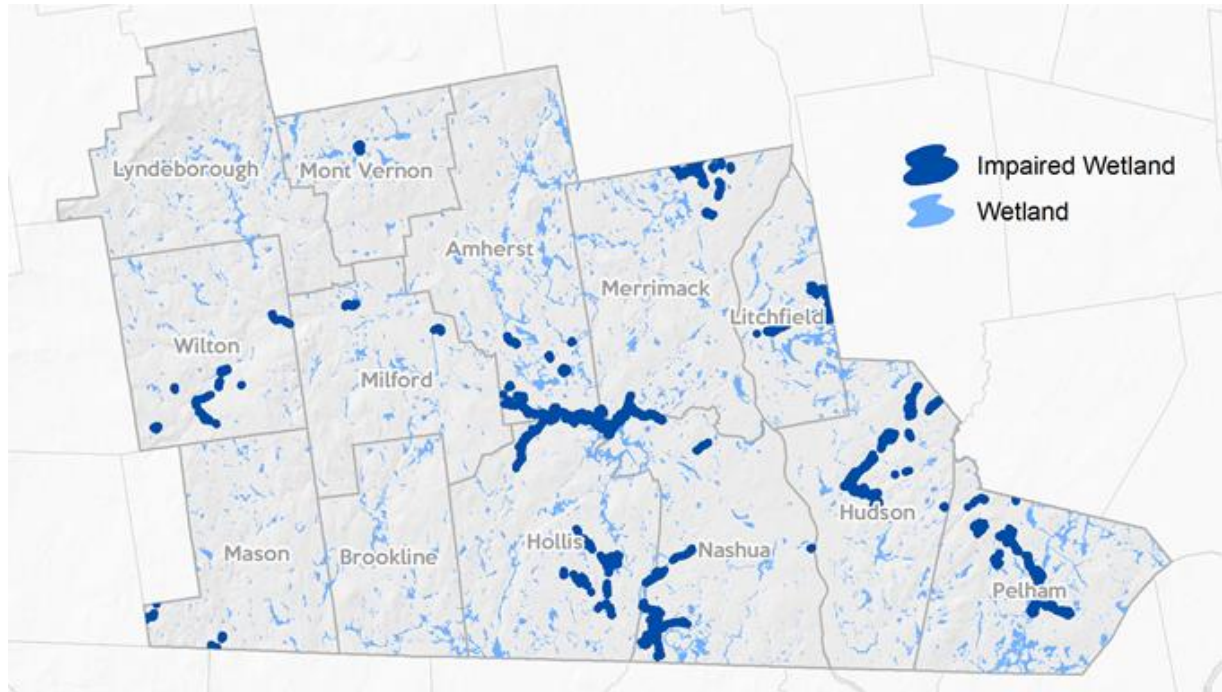 Impaired Wetland
Wetland
Lyndeborough
Mont Vernon
Amherst
Merrimack
Litchfield
Wilton
Milford
Hudson
Mason
Brookline
Hollis
Nashua
Pelham